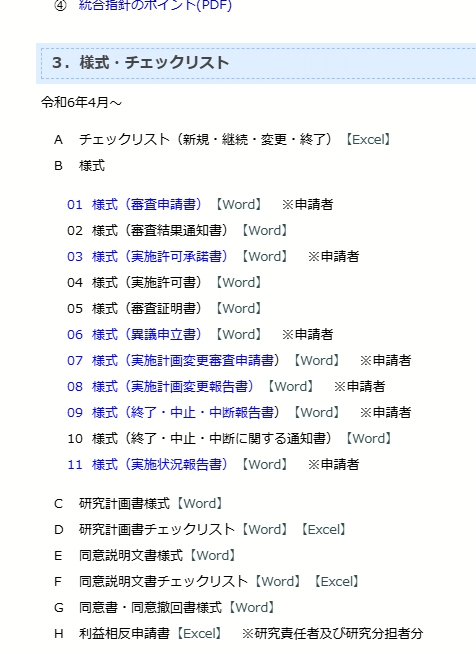 ④ 統合指針のポイント(PDF)
3．様式・チェックリスト
令和6年4月～
A チェックリスト（新規・継続・変更・終了）【Excel】
B 様式
01 様式（審査申請書）【Word】 ※申請者
02 様式（審査結果通知書）【Word】
03 様式（実施許可承諾書）【Word】 ※申請者
04 様式（実施許可書）【Word】
05 様式（審査証明書）【Word】
06 様式（異議申立書）【Word】 ※申請者
07 様式（実施計画変更審査申請書）【Word】 ※申請者
08 様式（実施計画変更報告書）【Word】 ※申請者
09 様式（終了・中止・中断報告書）【Word】 ※申請者
10 様式（終了・中止・中断に関する通知書）【Word】
11 様式（実施状況報告書）【Word】 ※申請者
C 研究計画書様式【Word】
D 研究計画書チェックリスト【Word】【Excel】
E 同意説明文書様式【Word】
F 同意説明文書チェックリスト【Word】【Excel】
G 同意書・同意撤回書様式【Word】
H 利益相反申請書【Excel】 ※研究責任者及び研究分担者分